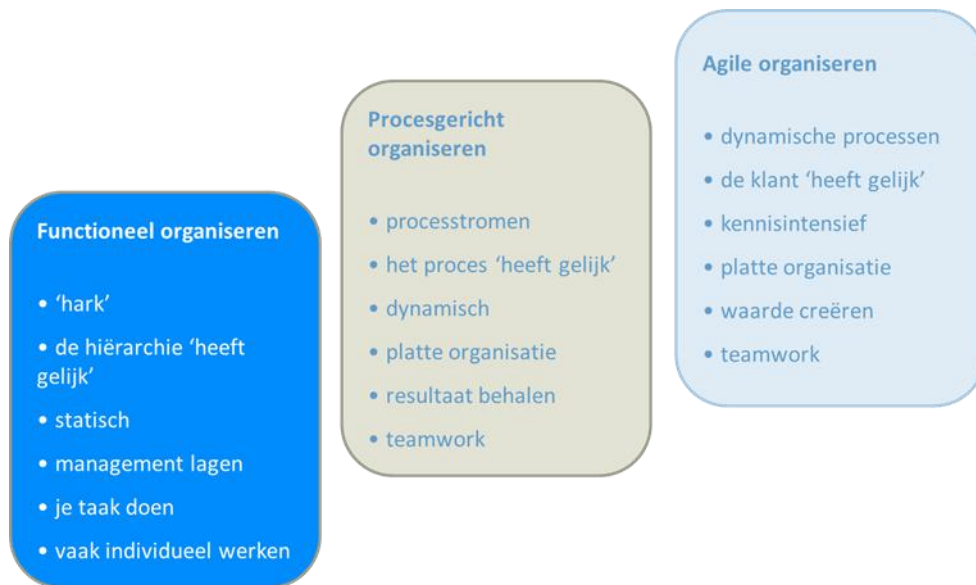 Functioneel organiseren
• ‘hark’
• de hiërarchie ‘heeft
gelijk’
• statisch
• management lagen
• je taak doen
• vaak individueel werken
Procesgericht
organiseren
• processtromen
• het proces ‘heeft gelijk’
• dynamisch
• platte organisatie
• resultaat behalen
• teamwork
Agile organiseren
• dynamische processen
• de klant ‘heeft gelijk’
• kennisintensief
• platte organisatie
• waarde creëren
• teamwork